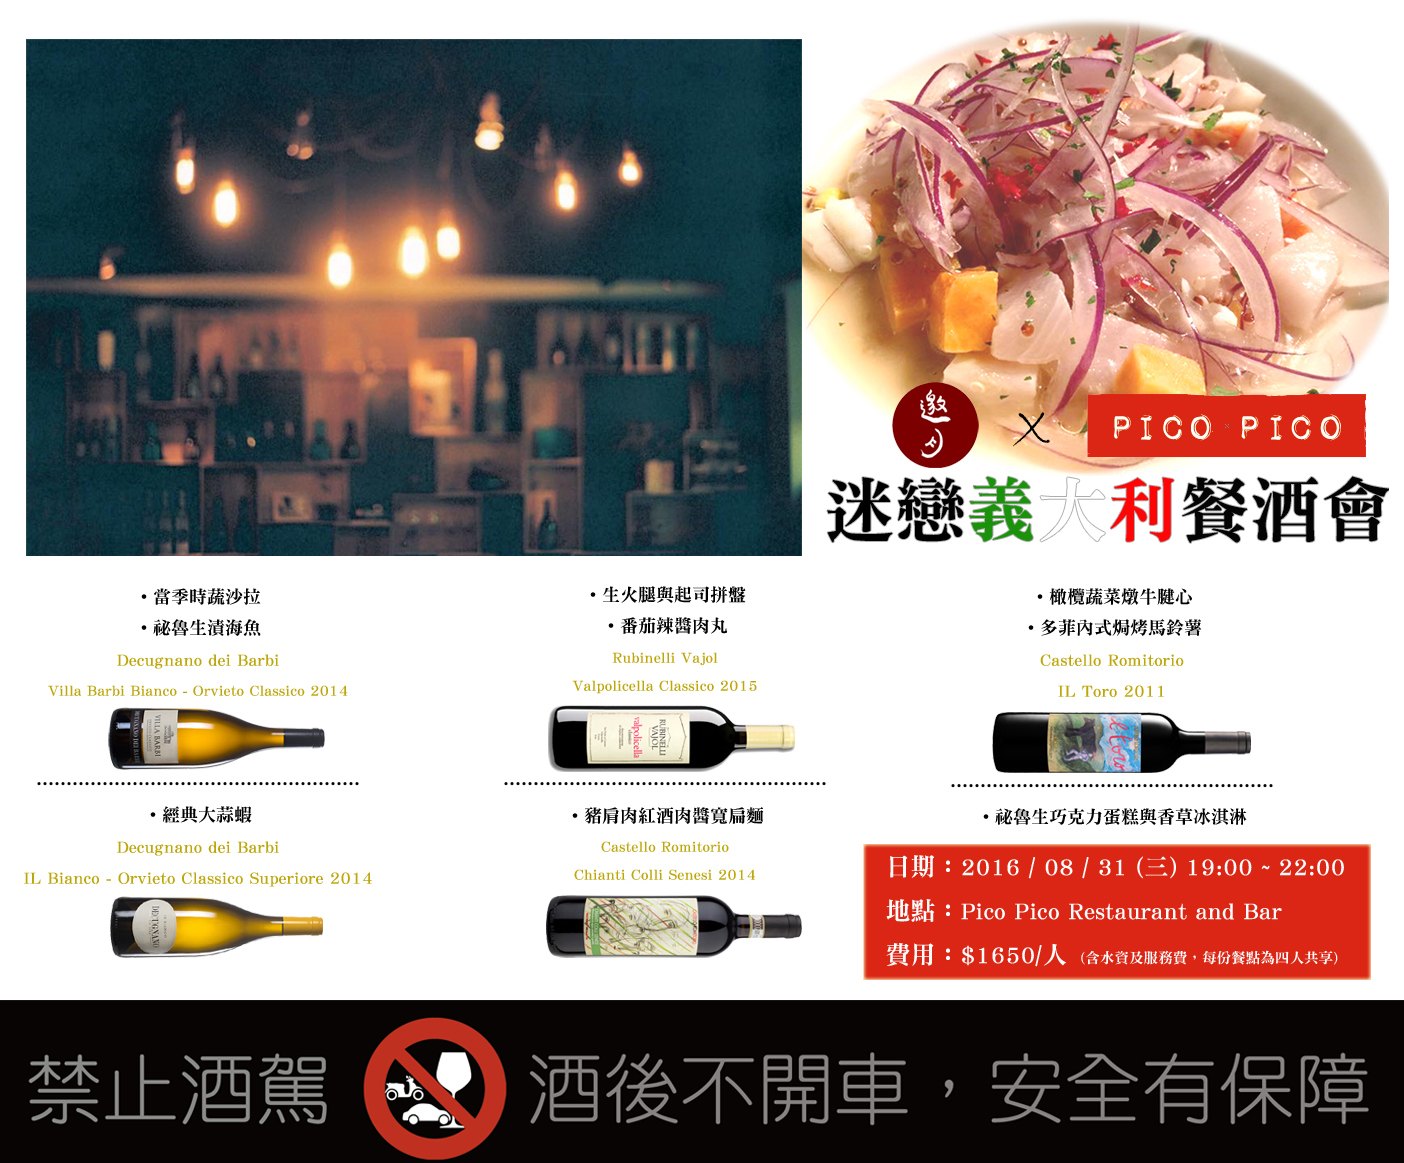 邀月
X
PICO PICO
迷戀義大利餐酒會
・當季時蔬沙拉
・祕魯生漬海魚
Decugnano dei Barbi
Villa Barbi Bianco - Orvieto Classico 2014
VILLA BARBI
・經典大蒜蝦
Decugnano dei Barbi
IL Bianco - Orvieto Classico Superiore 2014
・生火腿與起司拼盤
・番茄辣醬肉丸
Rubinelli Vajol
Valpolicella Classico 2015
RUBINELLI
VAJOL
valpolicella
・豬肩肉紅酒肉醬寬扁麵
Castello Romitorio
Chianti Colli Senesi 2014
・橄欖蔬菜燉牛腱心
・多菲內式焗烤馬鈴薯
Castello Romitorio
IL Toro 2011
il toro
・祕魯生巧克力蛋糕與香草冰淇淋
日期：2016 / 08 / 31 (三) 19:00 ~ 22:00
地點：Pico Pico Restaurant and Bar
費用：$1650/人 (含水資及服務費，每份餐點為四人共享)
禁止酒駕 酒後不開車，安全有保障